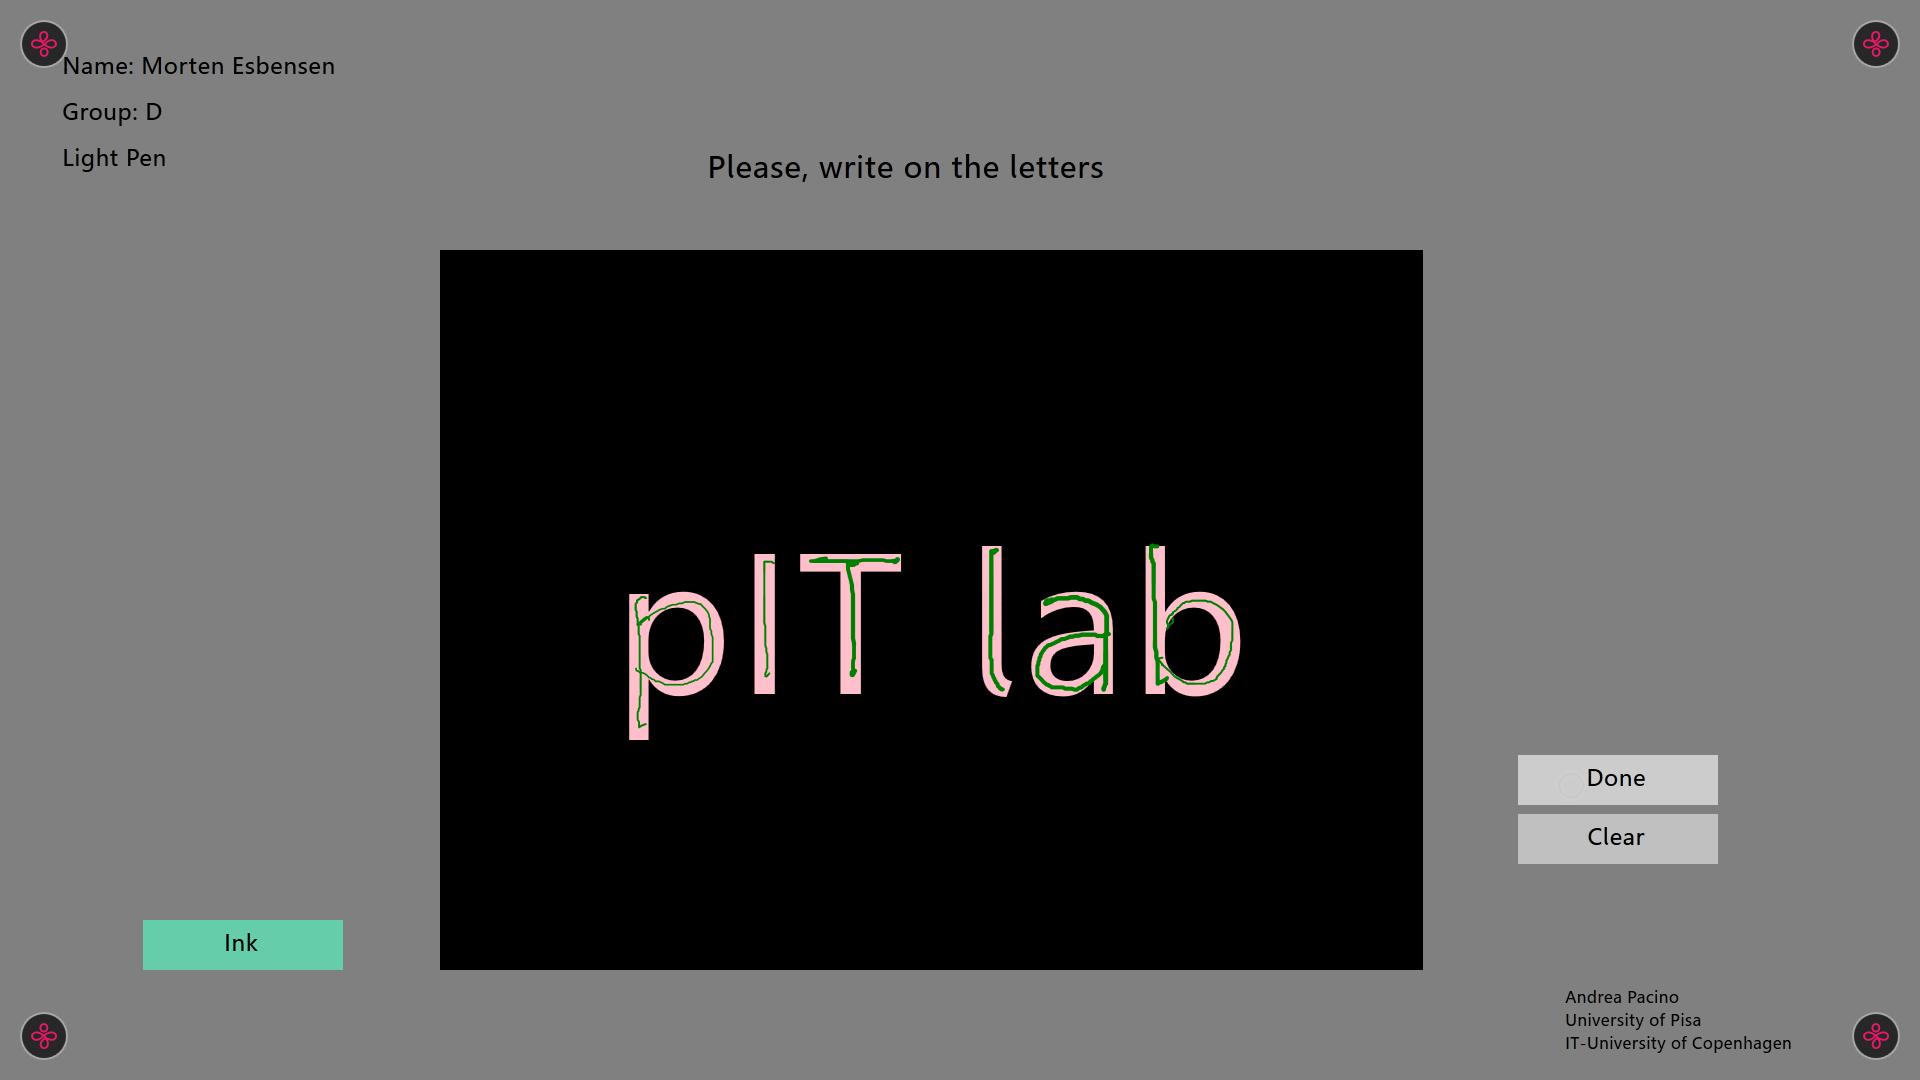 Name: Morten Esbensen
Group: D
Light Pen
Please, write on the letters
pIT lab
Done
Clear
Ink
Andrea Pacino
University of Pisa
IT-University of Copenhagen